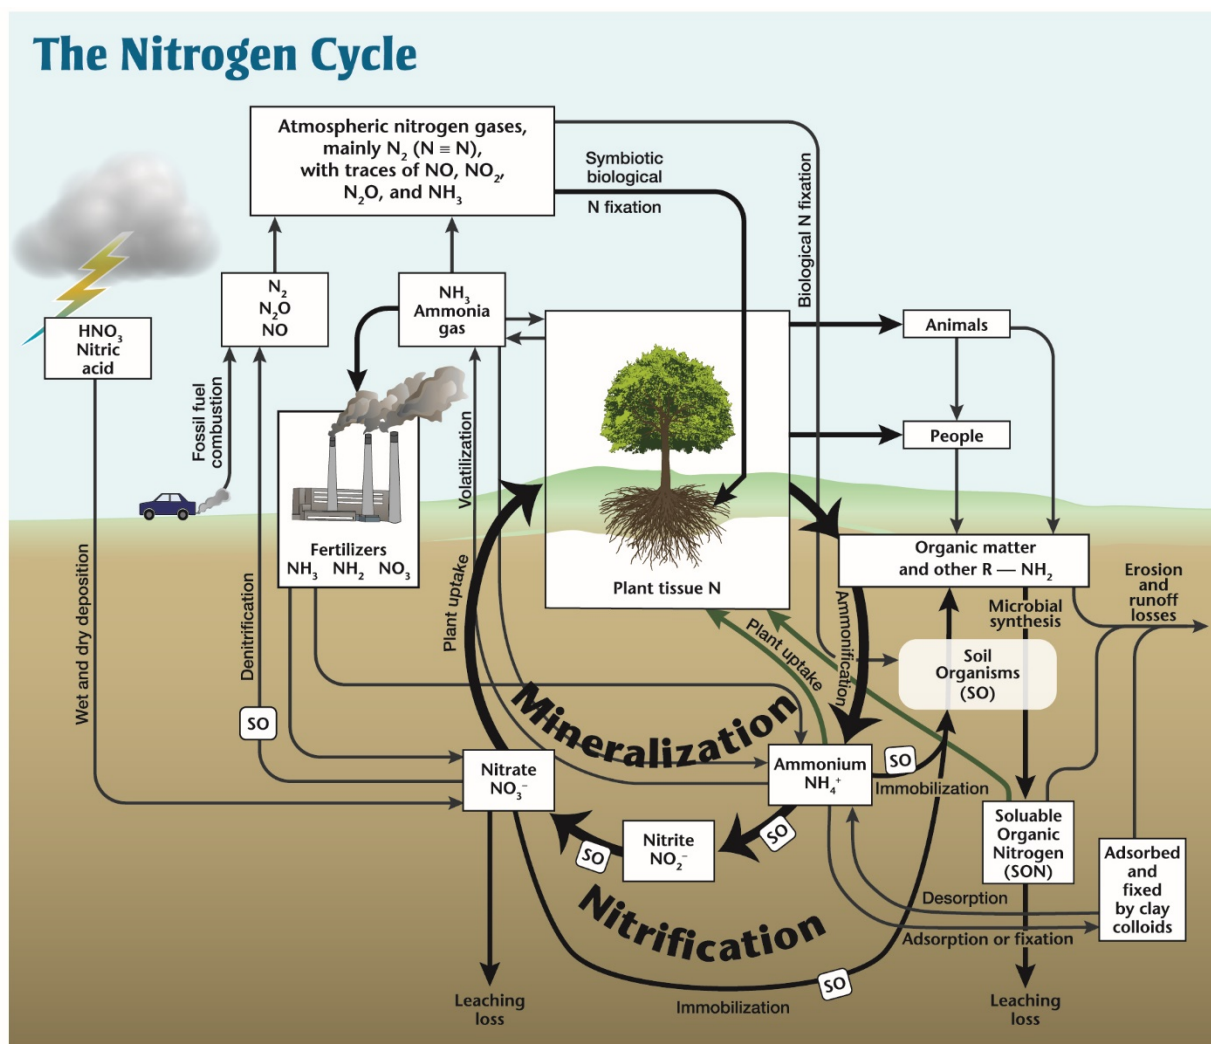 The Nitrogen Cycle
Atmospheric nitrogen gases,
mainly N₂ (N ≡ N),
with traces of NO, NO₂,
N₂O, and NH₃
Symbiotic
biological
N fixation
Biological N fixation
HNO₃
Nitric
acid
N₂
N₂O
NO
NH₃
Ammonia
gas
Animals
People
Fossil fuel
combustion
Volatilization
Fertilizers
NH₃ NH₂ NO₃
Plant tissue N
Organic matter
and other R — NH₂
Erosion and
runoff
losses
Microbial
synthesis
Wet and dry deposition
Denitrification
SO
Plant uptake
Plant uptake
Ammonification
Soil
Organisms
(SO)
Mineralization
Nitrate
NO₃⁻
Ammonium
NH₄⁺
SO
Immobilization
SO
Nitrite
NO₂⁻
SO
Soluable
Organic
Nitrogen
(SON)
Adsorbed
and
fixed
by clay
colloids
Nitrification
Desorption
Adsorption or fixation
SO
Immobilization
Leaching
loss
Leaching
loss